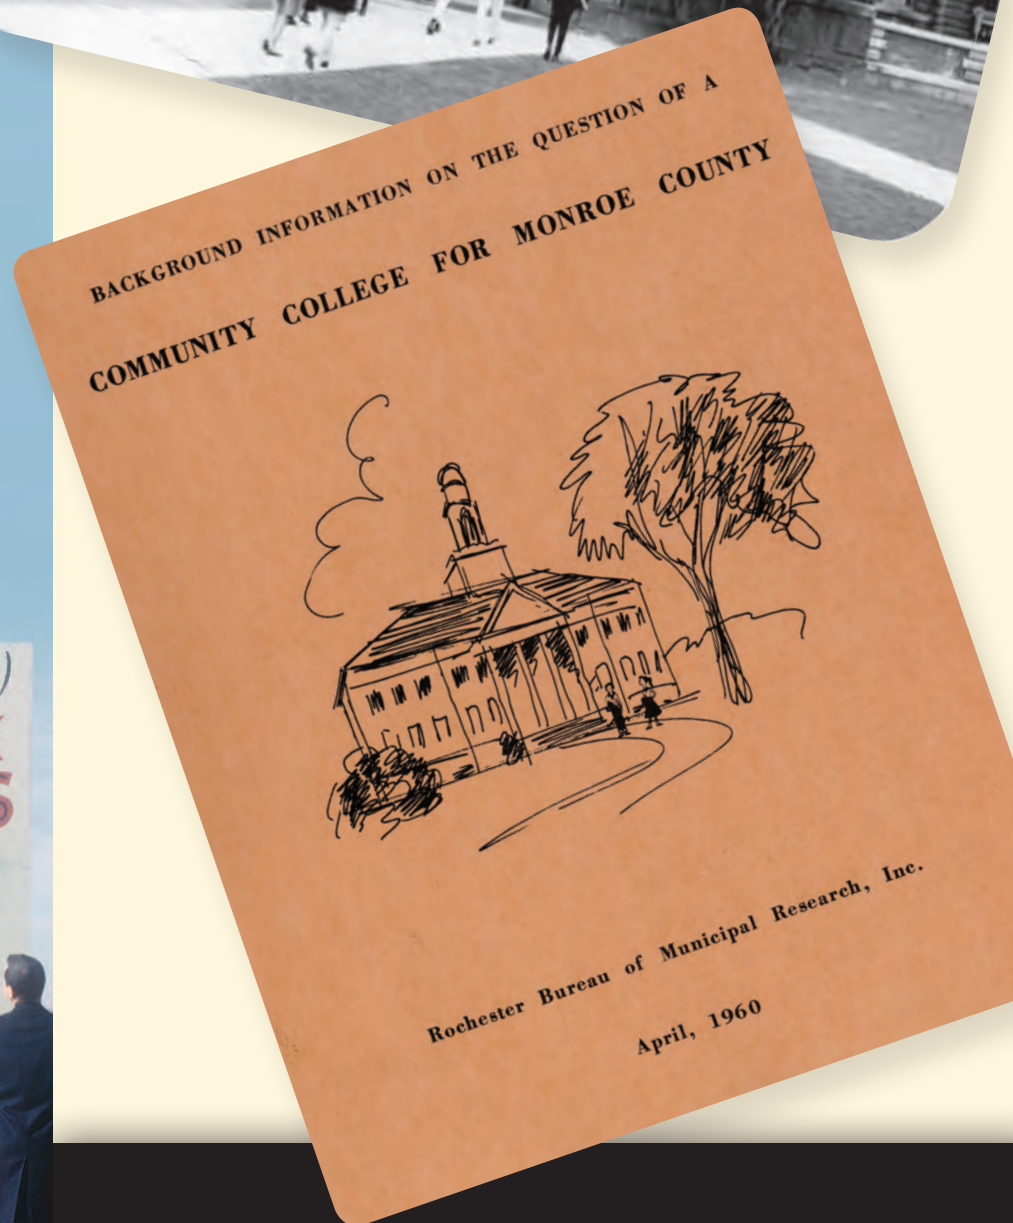 BACKGROUND INFORMATION ON THE QUESTION OF A
COMMUNITY COLLEGE FOR MONROE COUNTY
Rochester Bureau of Municipal Research, Inc.
April, 1960